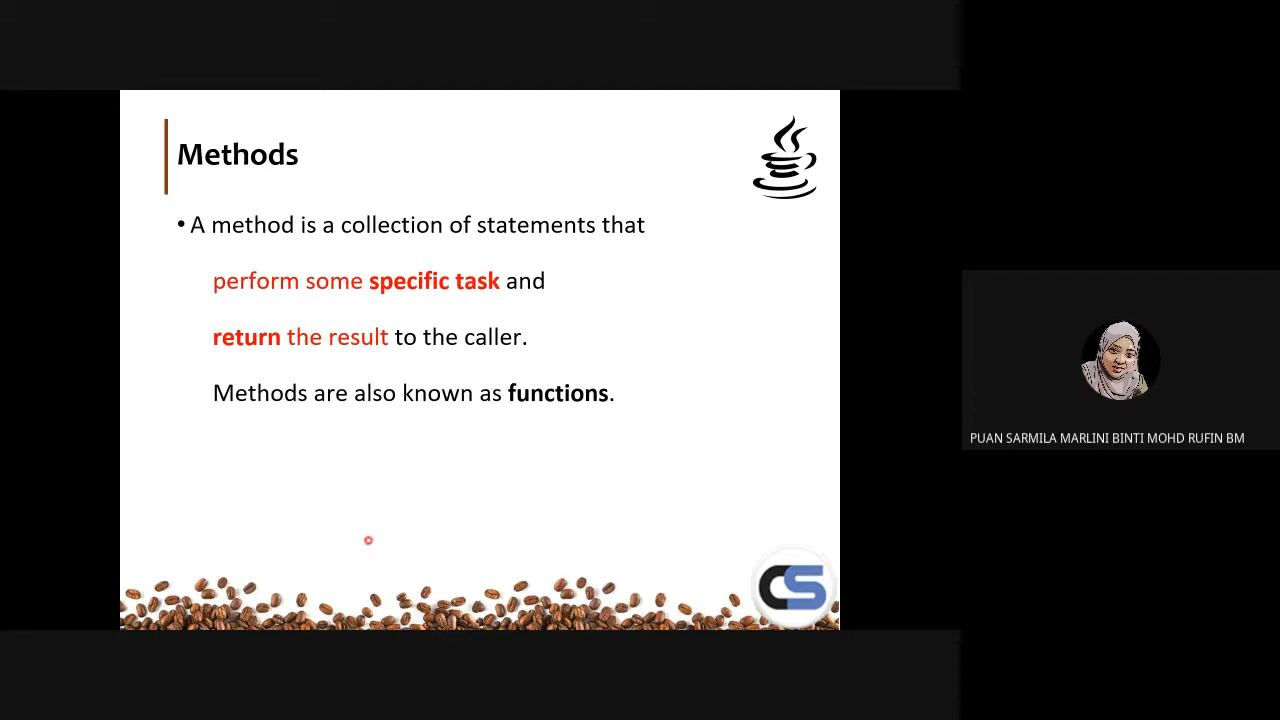 Methods
• A method is a collection of statements that
perform some specific task and
return the result to the caller.
Methods are also known as functions.
CS
PUAN SARMILA MARLINI BINTI MOHD RUFIN BM